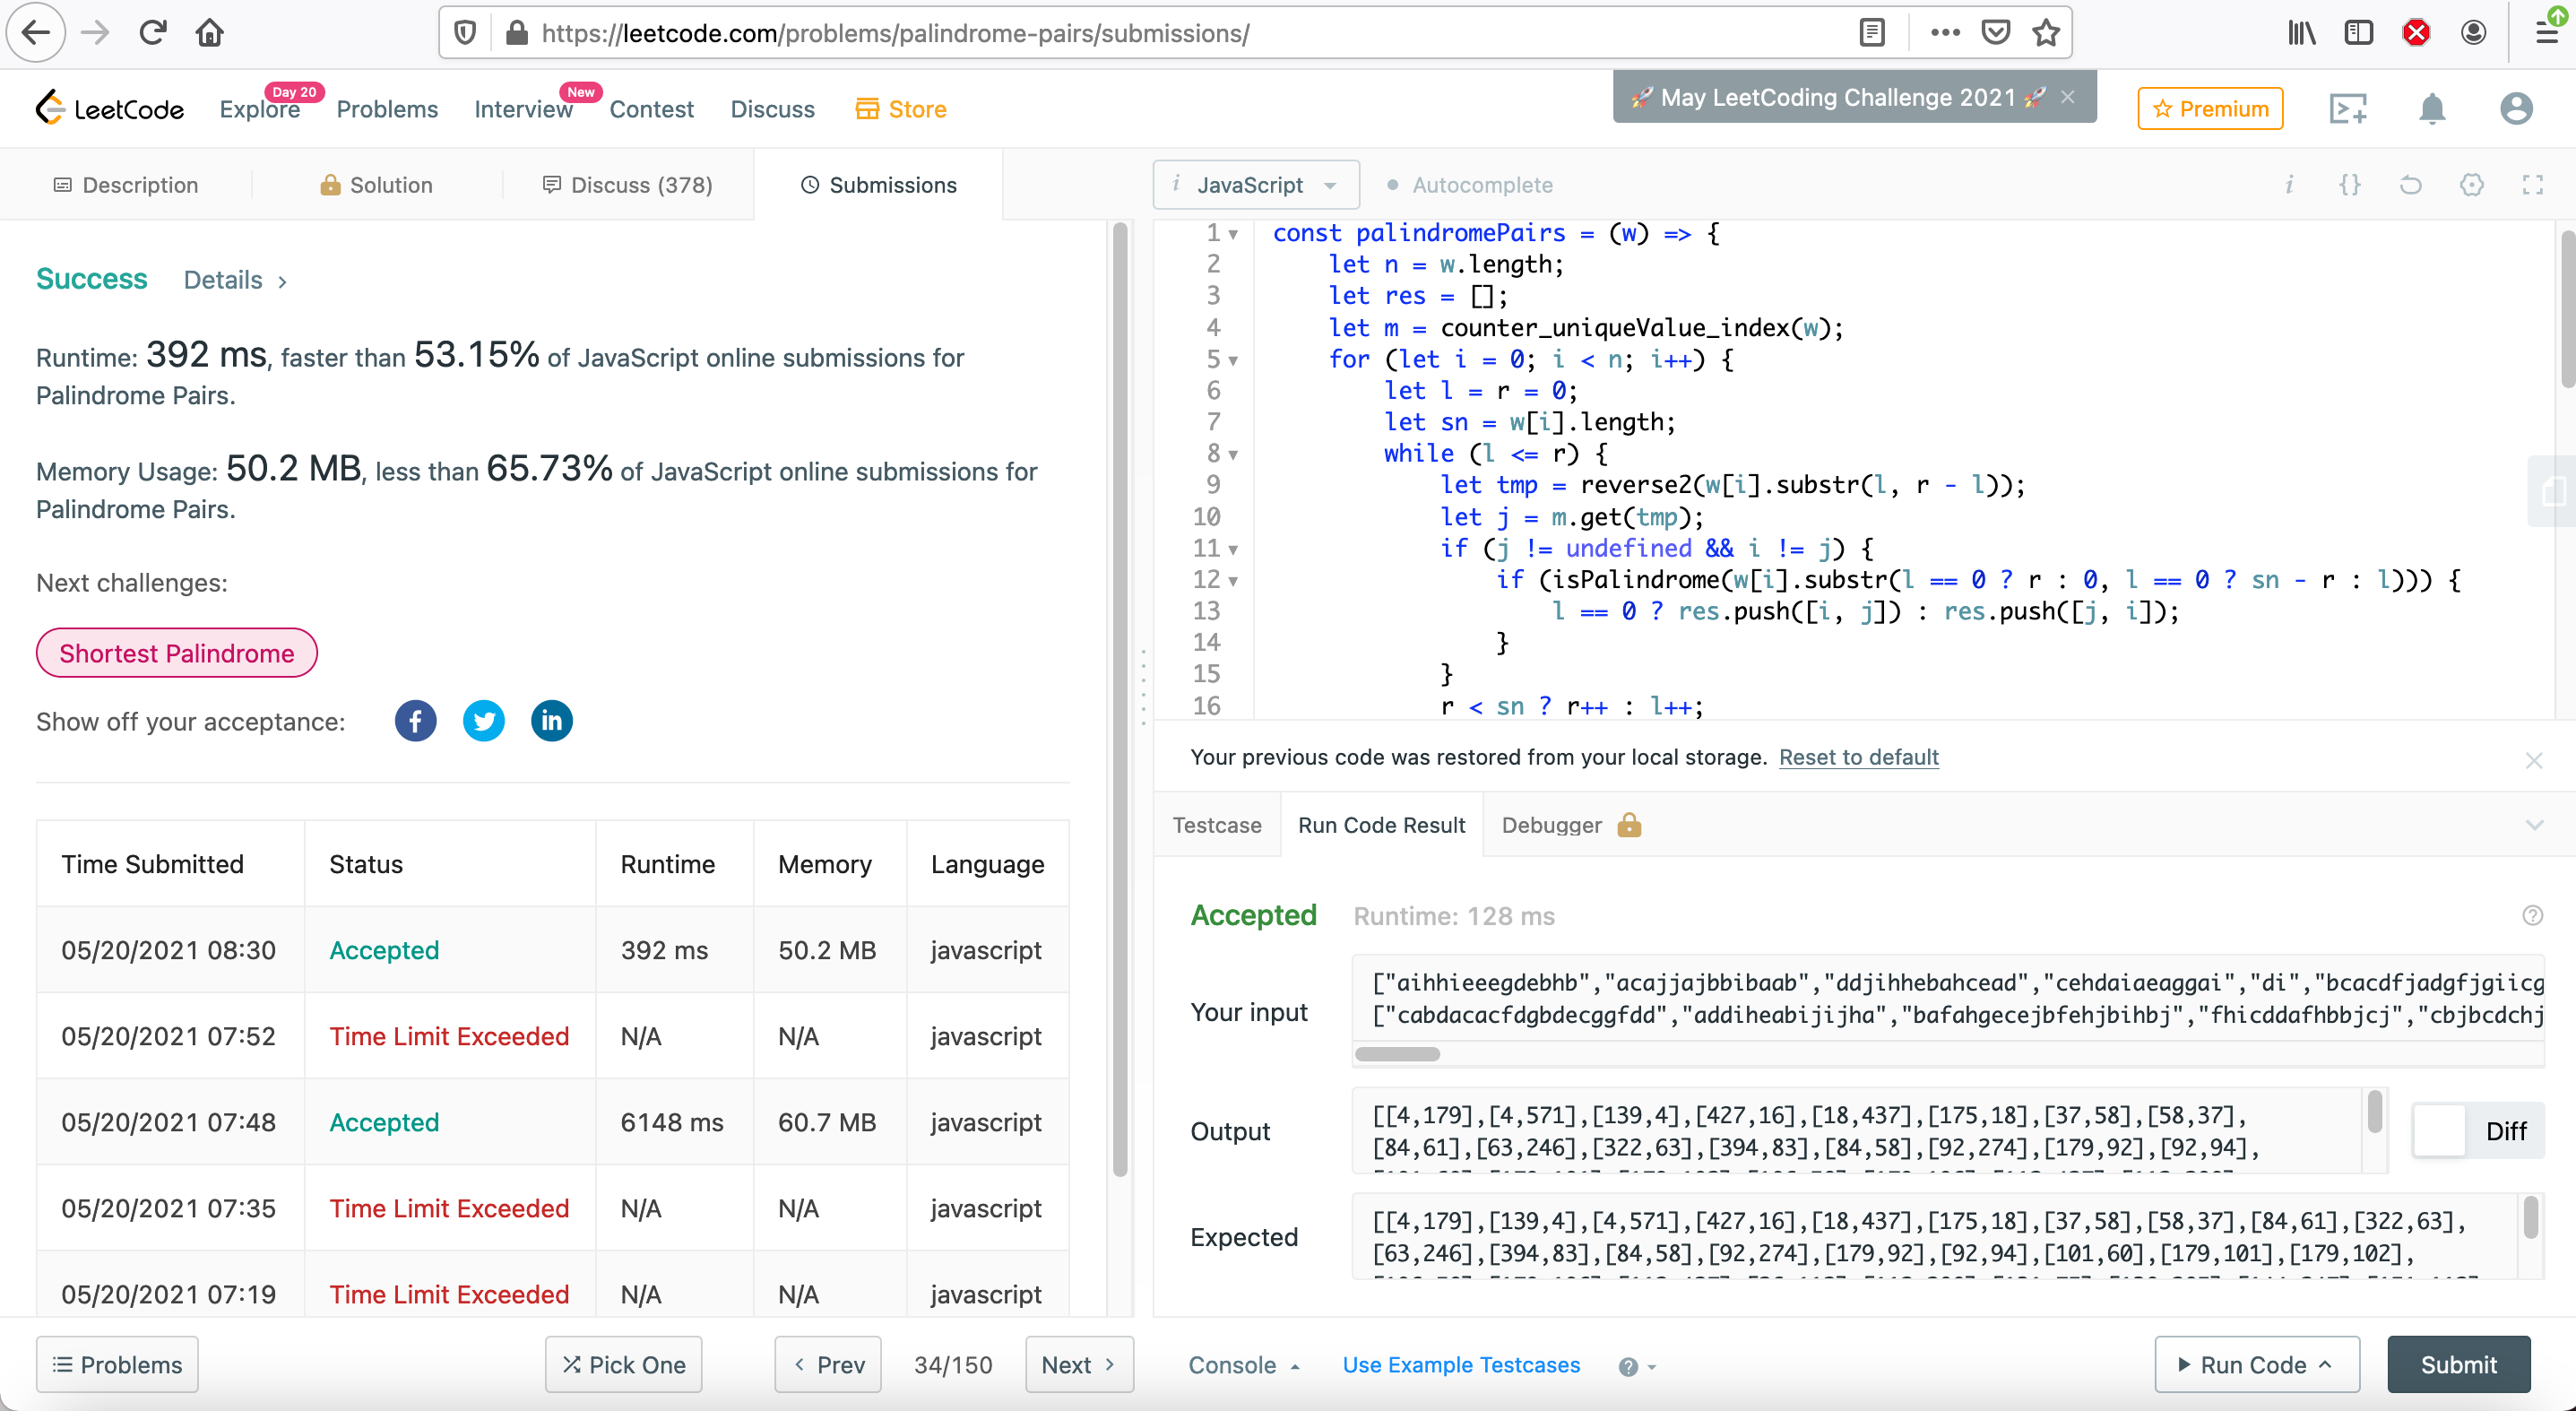 https://leetcode.com/problems/palindrome-pairs/submissions/
LeetCode
Explore
Day 20
Problems
Interview
New
Contest
Discuss
Store
🚀 May LeetCoding Challenge 2021 🚀 ×
Premium
Description
Solution
Discuss (378)
Submissions
Success Details >
Runtime: 392 ms, faster than 53.15% of JavaScript online submissions for
Palindrome Pairs.
Memory Usage: 50.2 MB, less than 65.73% of JavaScript online submissions for
Palindrome Pairs.
Next challenges:
Shortest Palindrome
Show off your acceptance:
Time Submitted Status Runtime Memory Language
05/20/2021 08:30 Accepted 392 ms 50.2 MB javascript
05/20/2021 07:52 Time Limit Exceeded N/A N/A javascript
05/20/2021 07:48 Accepted 6148 ms 60.7 MB javascript
05/20/2021 07:35 Time Limit Exceeded N/A N/A javascript
05/20/2021 07:19 Time Limit Exceeded N/A N/A javascript
Problems
Pick One
< Prev
34/150
Next >
i JavaScript
Autocomplete
i {}
1 const palindromePairs = (w) => {
2 let n = w.length;
3 let res = [];
4 let m = counter_uniqueValue_index(w);
5 for (let i = 0; i < n; i++) {
6 let l = r = 0;
7 let sn = w[i].length;
8 while (l <= r) {
9 let tmp = reverse2(w[i].substr(l, r - l));
10 let j = m.get(tmp);
11 if (j != undefined && i != j) {
12 if (isPalindrome(w[i].substr(l == 0 ? r : 0, l == 0 ? sn - r : l))) {
13 l == 0 ? res.push([i, j]) : res.push([j, i]);
14 }
15 }
16 r < sn ? r++ : l++;
Your previous code was restored from your local storage. Reset to default
Testcase
Run Code Result
Debugger
Accepted Runtime: 128 ms
Your input
["aihhieeegdebhb","acajjajjbbibaab","ddjihhebahcead","cehdaiaeaggai","di","bcacdfjadgfjgiicg
["cabdacacfdgbdecggfdd","addiheabijijha","bafahgecejbfehjbihbj","fhicddafhbbjcj","cbjbcdchj
Output
[[4,179],[4,571],[139,4],[427,16],[18,437],[175,18],[37,58],[58,37],
[84,61],[63,246],[322,63],[394,83],[84,58],[92,274],[179,92],[92,94],
Diff
Expected
[[4,179],[139,4],[4,571],[427,16],[18,437],[175,18],[37,58],[58,37],[84,61],[322,63],
[63,246],[394,83],[84,58],[92,274],[179,92],[92,94],[101,60],[179,101],[179,102],
Console
Use Example Testcases
Run Code
Submit